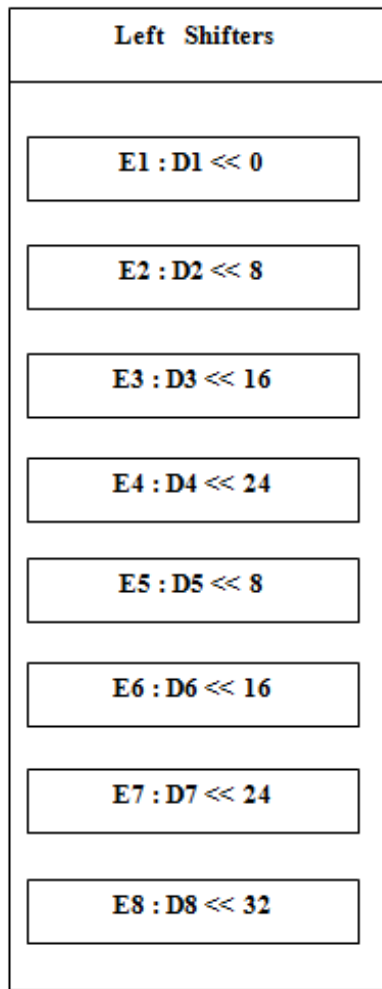 Left Shifters
E1 : D1 << 0
E2 : D2 << 8
E3 : D3 << 16
E4 : D4 << 24
E5 : D5 << 8
E6 : D6 << 16
E7 : D7 << 24
E8 : D8 << 32